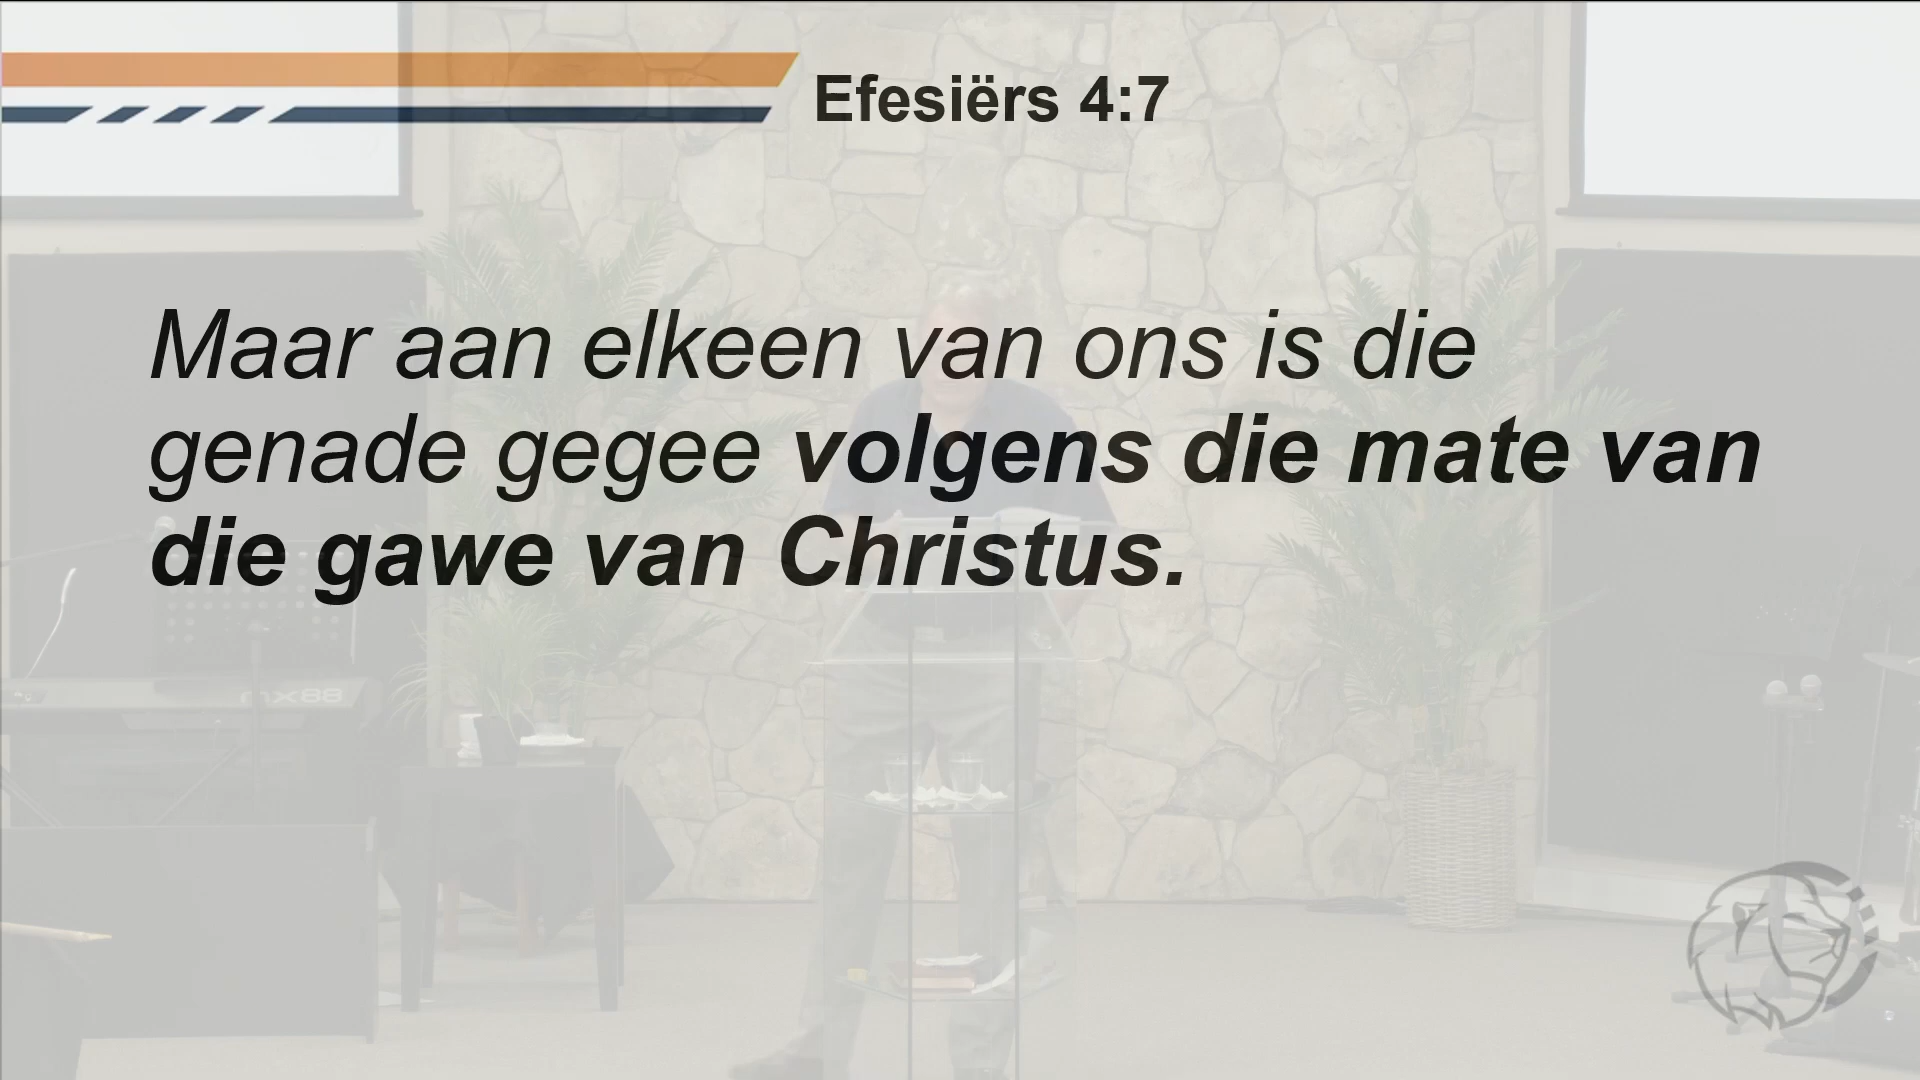 Efesiërs 4:7
Maar aan elkeen van ons is die
genade gegee volgens die mate van
die gawe van Christus.
mx88